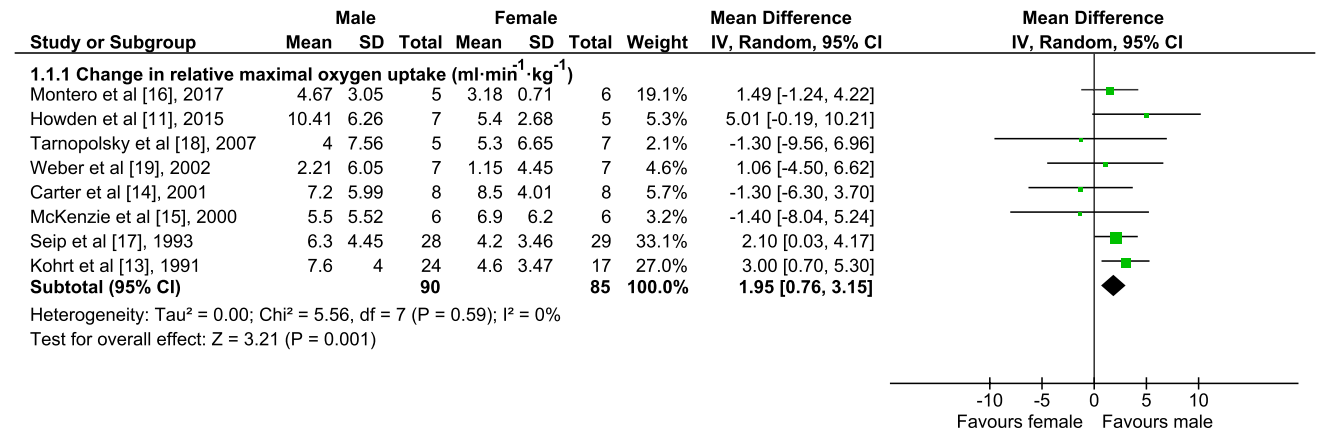 Male Female Mean Difference Mean Difference
Study or Subgroup Mean SD Total Mean SD Total Weight IV, Random, 95% CI IV, Random, 95% CI
1.1.1 Change in relative maximal oxygen uptake (ml·min⁻¹·kg⁻¹)
Montero et al [16], 2017 4.67 3.05 5 3.18 0.71 6 19.1% 1.49 [-1.24, 4.22]
Howden et al [11], 2015 10.41 6.26 7 5.4 2.68 5 5.3% 5.01 [-0.19, 10.21]
Tarnopolsky et al [18], 2007 4 7.56 5 5.3 6.65 7 2.1% -1.30 [-9.56, 6.96]
Weber et al [19], 2002 2.21 6.05 7 1.15 4.45 7 4.6% 1.06 [-4.50, 6.62]
Carter et al [14], 2001 7.2 5.99 8 8.5 4.01 8 5.7% -1.30 [-6.30, 3.70]
McKenzie et al [15], 2000 5.5 5.52 6 6.9 6.2 6 3.2% -1.40 [-8.04, 5.24]
Seip et al [17], 1993 6.3 4.45 28 4.2 3.46 29 33.1% 2.10 [0.03, 4.17]
Kohrt et al [13], 1991 7.6 4 24 4.6 3.47 17 27.0% 3.00 [0.70, 5.30]
Subtotal (95% CI) 90 85 100.0% 1.95 [0.76, 3.15]
Heterogeneity: Tau² = 0.00; Chi² = 5.56, df = 7 (P = 0.59); I² = 0%
Test for overall effect: Z = 3.21 (P = 0.001)
-10 -5 0 5 10
Favours female Favours male